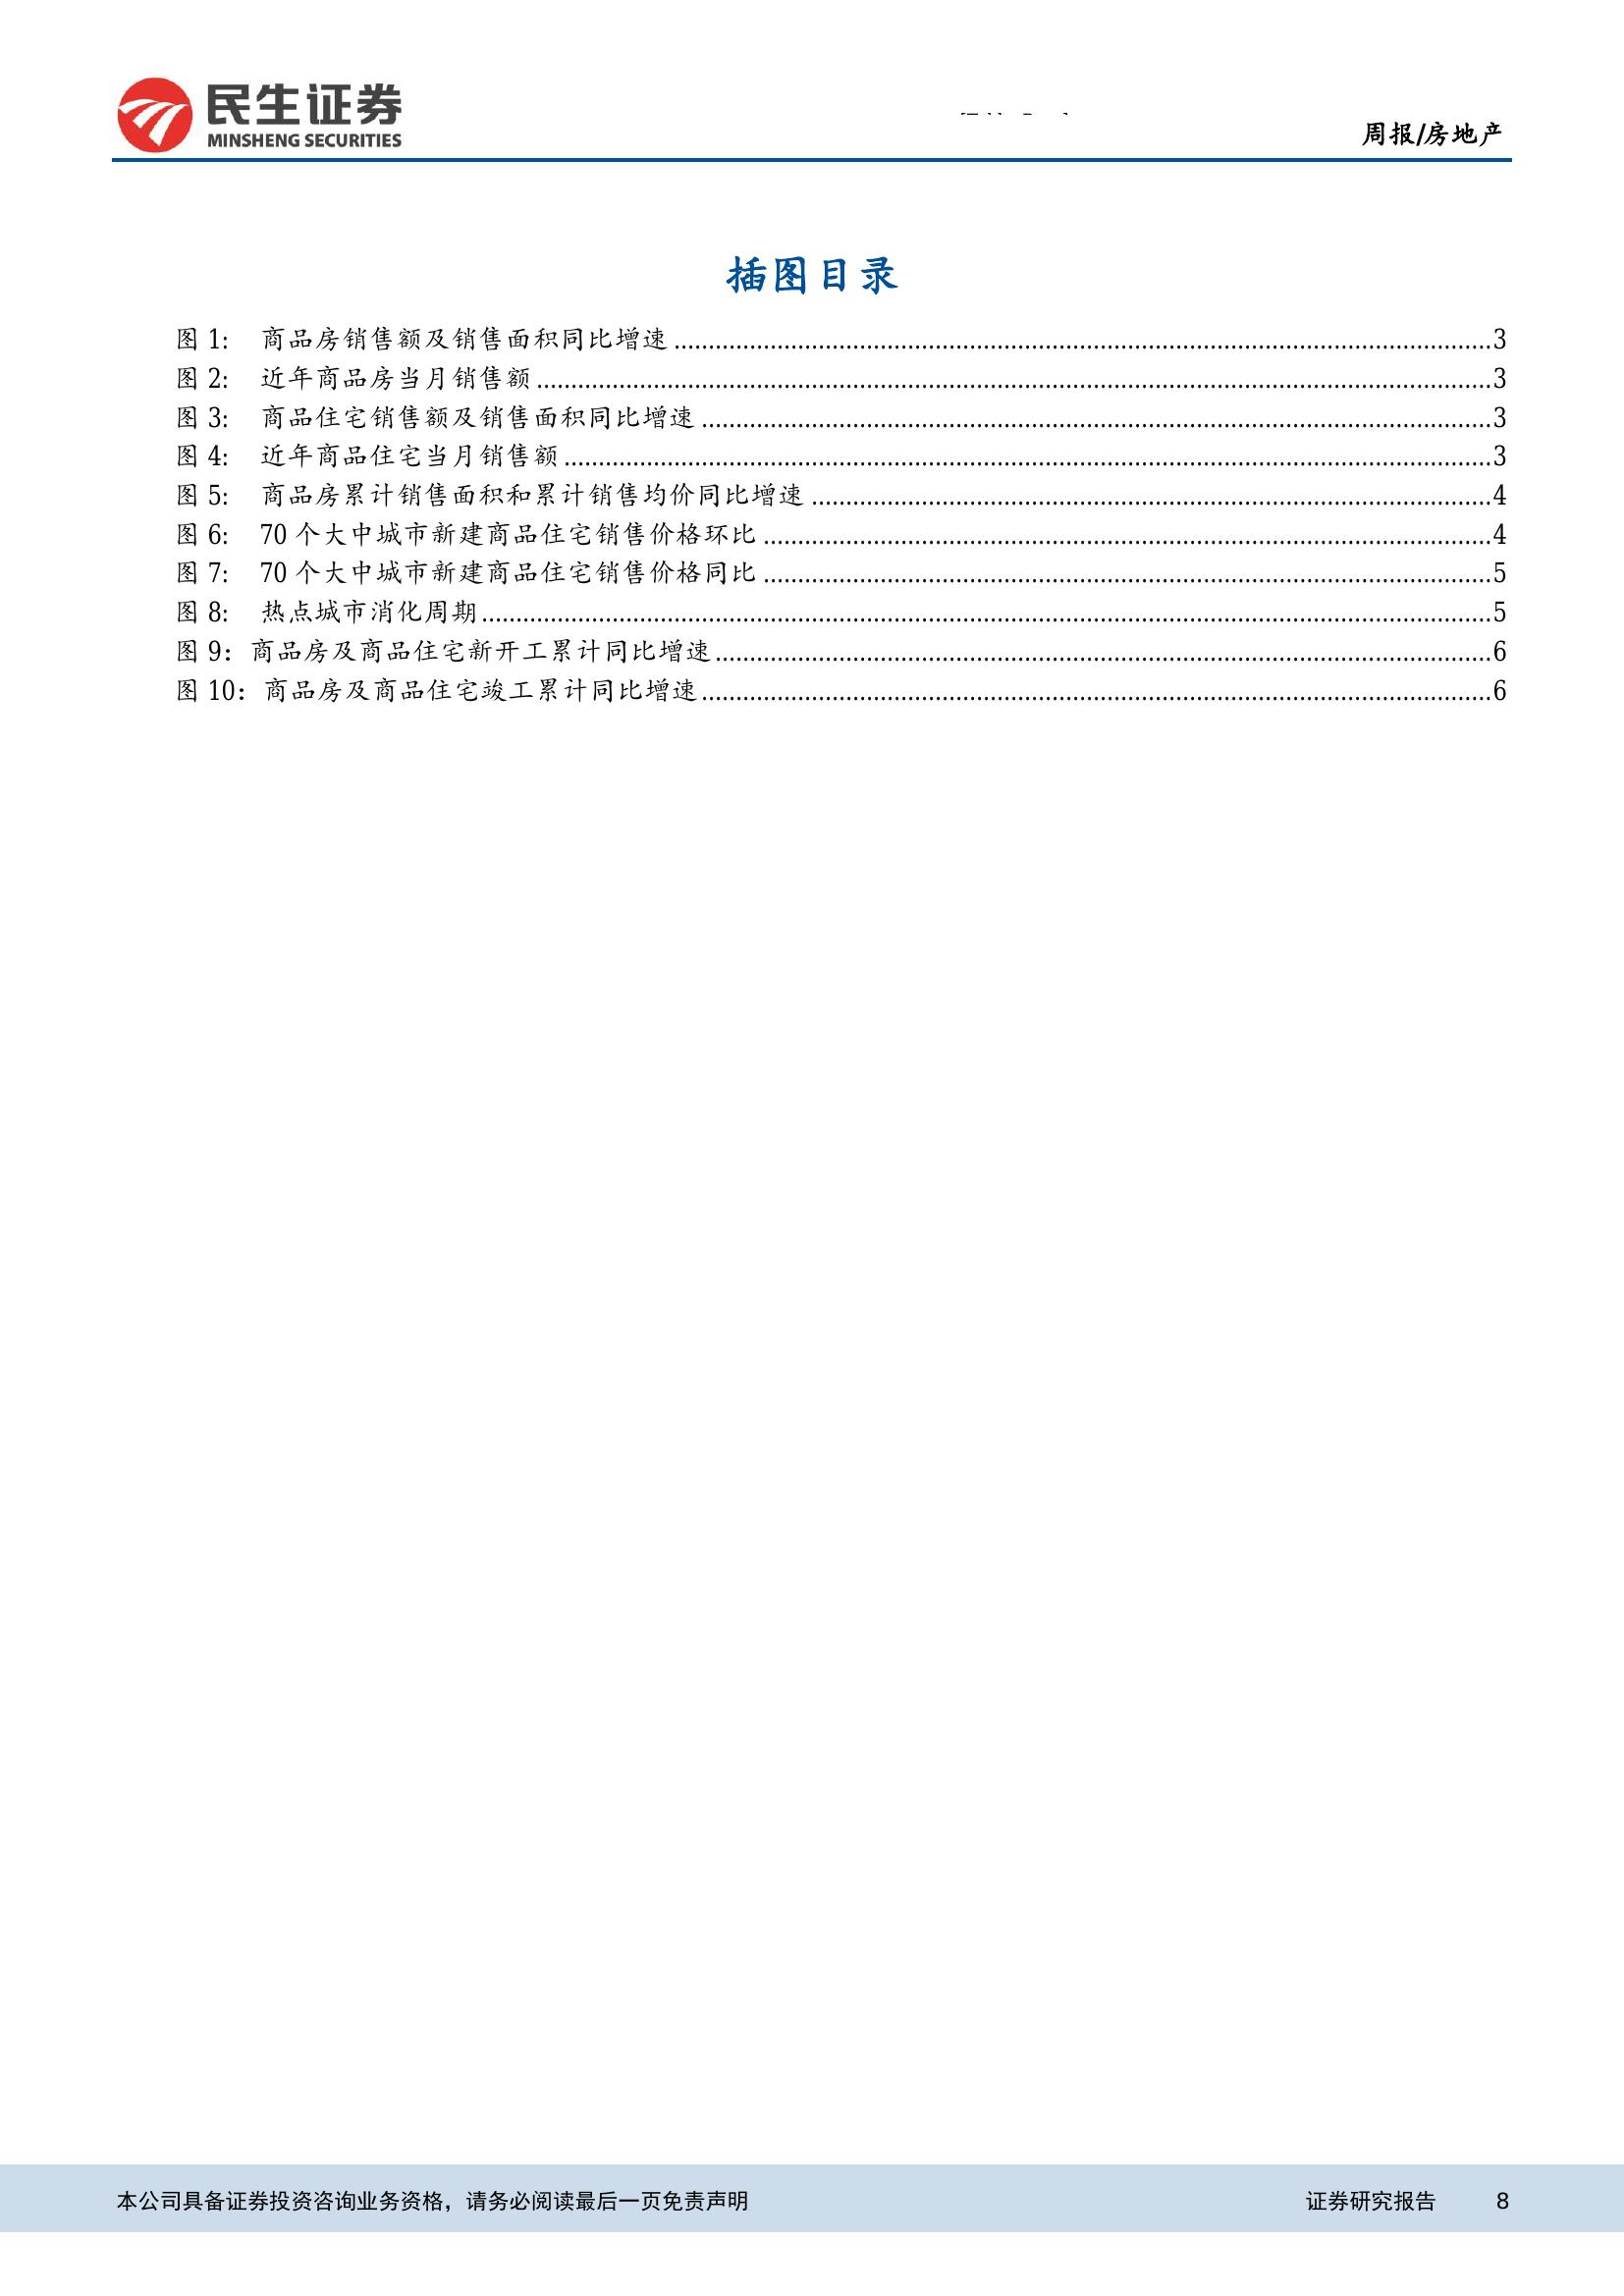 民生证券
MINSHENG SECURITIES
周报/房地产
插图目录
图 1: 商品房销售额及销售面积同比增速 ........ 3
图 2: 近年商品房当月销售额 ........ 3
图 3: 商品住宅销售额及销售面积同比增速 ........ 3
图 4: 近年商品住宅当月销售额 ........ 3
图 5: 商品房累计销售面积和累计销售均价同比增速 ........ 4
图 6: 70 个大中城市新建商品住宅销售价格环比 ........ 4
图 7: 70 个大中城市新建商品住宅销售价格同比 ........ 5
图 8: 热点城市消化周期 ........ 5
图 9：商品房及商品住宅新开工累计同比增速 ........ 6
图 10：商品房及商品住宅竣工累计同比增速 ........ 6
本公司具备证券投资咨询业务资格，请务必阅读最后一页免责声明 证券研究报告 8